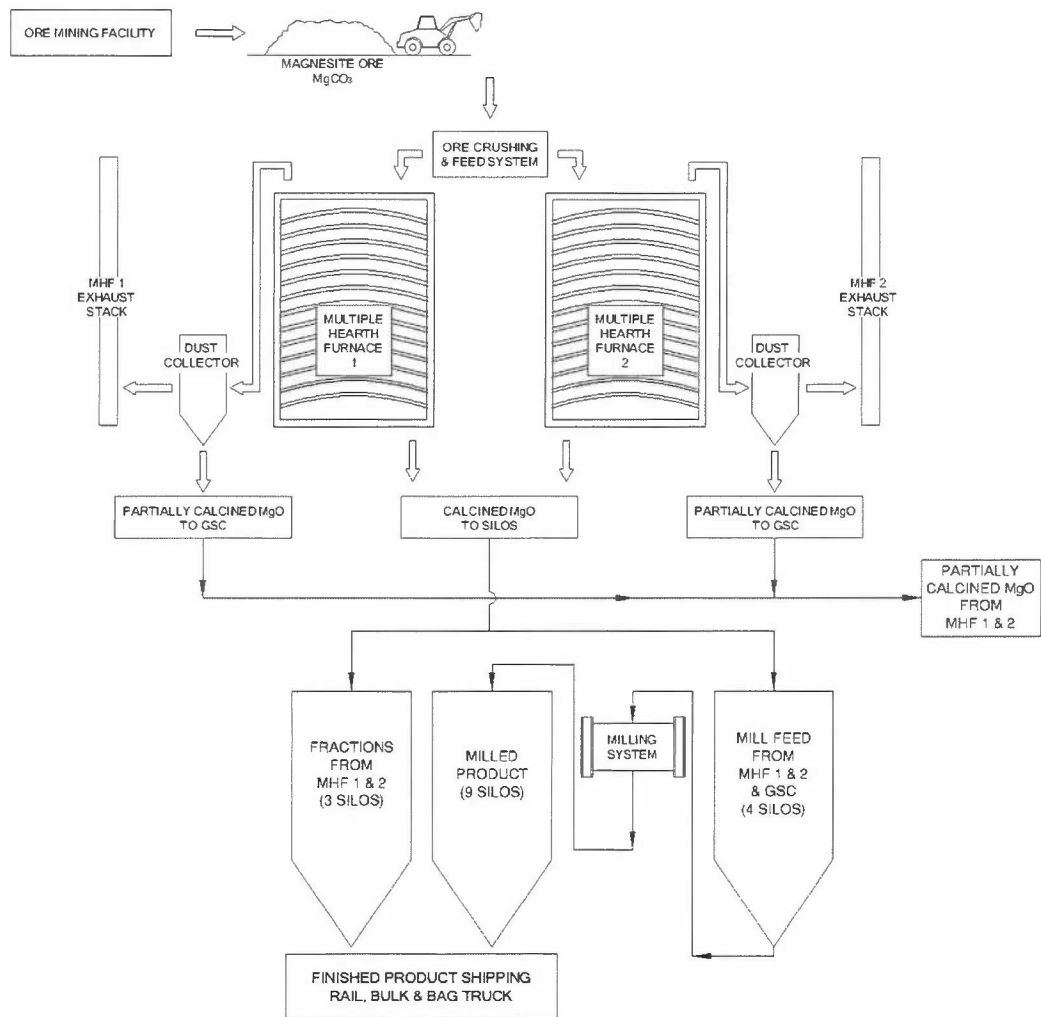 ORE MINING FACILITY
MAGNESITE ORE
MgCO₃
ORE CRUSHING
& FEED SYSTEM
MHF 1
EXHAUST
STACK
DUST
COLLECTOR
MULTIPLE
HEARTH
FURNACE
1
MULTIPLE
HEARTH
FURNACE
2
DUST
COLLECTOR
MHF 2
EXHAUST
STACK
PARTIALLY CALCINED MgO
TO GSC
CALCINED MgO
TO SILOS
PARTIALLY CALCINED MgO
TO GSC
PARTIALLY
CALCINED MgO
FROM
MHF 1 & 2
FRACTIONS
FROM
MHF 1 & 2
(3 SILOS)
MILLED
PRODUCT
(9 SILOS)
MILLING
SYSTEM
MILL FEED
FROM
MHF 1 & 2
& GSC
(4 SILOS)
FINISHED PRODUCT SHIPPING
RAIL, BULK & BAG TRUCK